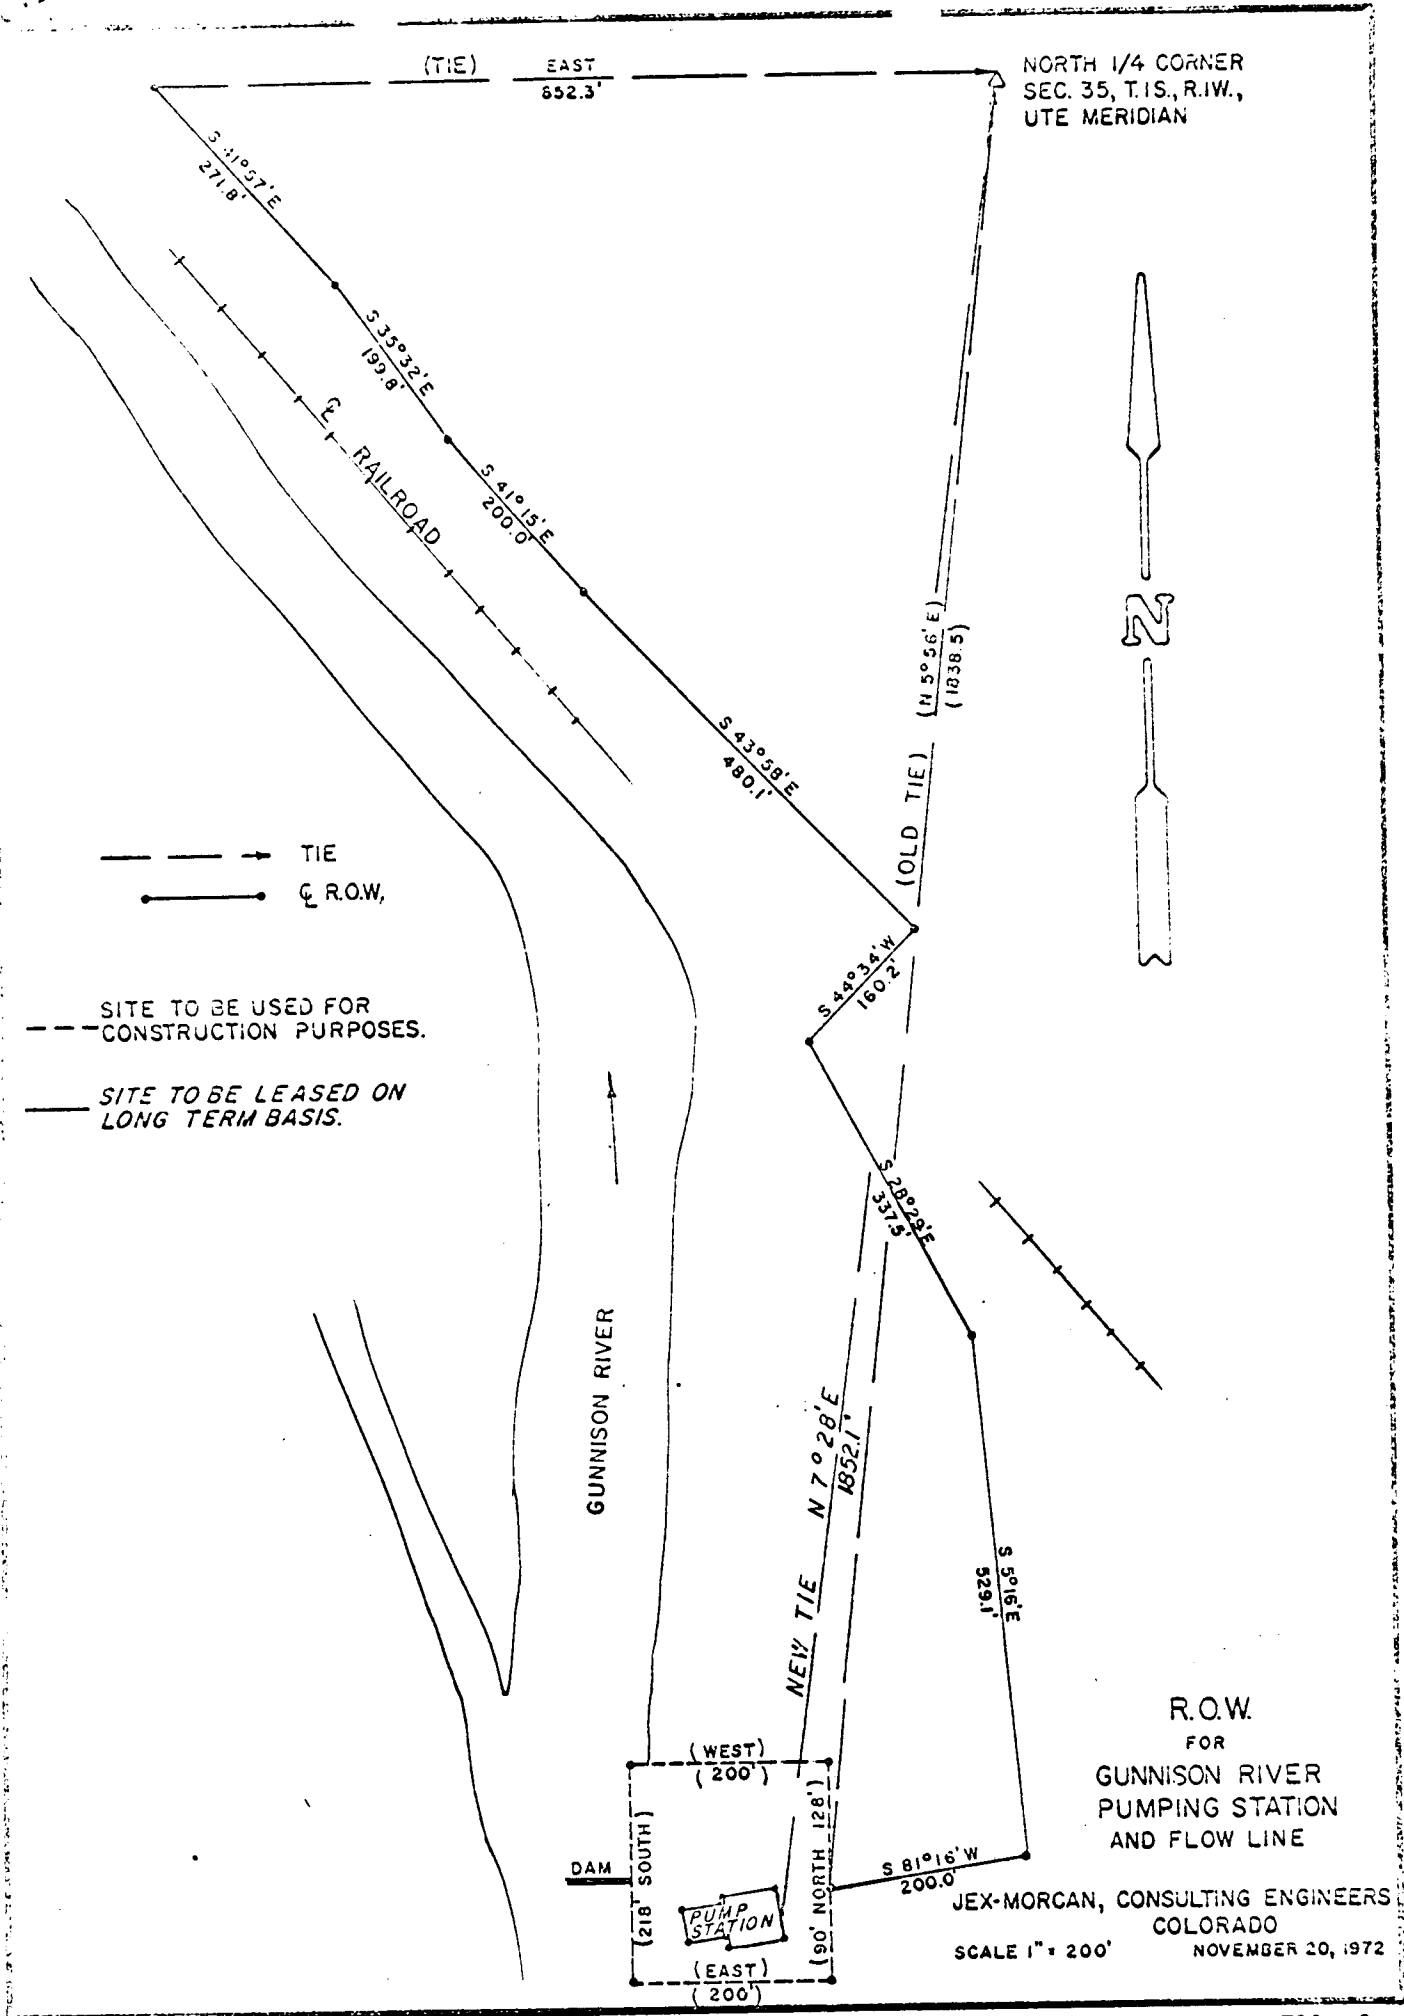 (TIE) EAST
852.3'
NORTH 1/4 CORNER
SEC. 35, T.1S., R.1W.,
UTE MERIDIAN
S 41°57'E
271.8'
S 35°32'E
199.8'
℄ RAILROAD
S 41°15'E
200.0'
S 43°58'E
480.1'
(N 5°56'E)
(1838.5)
(OLD TIE)
N
TIE
℄ R.O.W,
S 44°34'W
160.2'
SITE TO BE USED FOR
CONSTRUCTION PURPOSES.
SITE TO BE LEASED ON
LONG TERM BASIS.
S 28°29'E
337.5'
GUNNISON RIVER
NEW TIE N 7°28'E
1852.1'
S 5°16'E
529.1'
(WEST)
(200')
(218' SOUTH)
(90' NORTH 128')
DAM
PUMP
STATION
(EAST)
(200')
S 81°16'W
200.0'
R.O.W.
FOR
GUNNISON RIVER
PUMPING STATION
AND FLOW LINE
JEX-MORGAN, CONSULTING ENGINEERS
COLORADO
SCALE 1" = 200' NOVEMBER 20, 1972